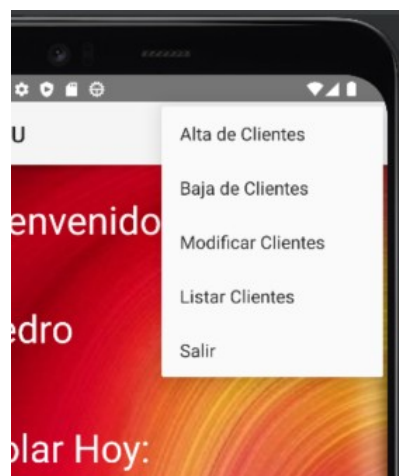 U
Alta de Clientes
envenido
Baja de Clientes
Modificar Clientes
Listar Clientes
edro
Salir
olar Hoy: